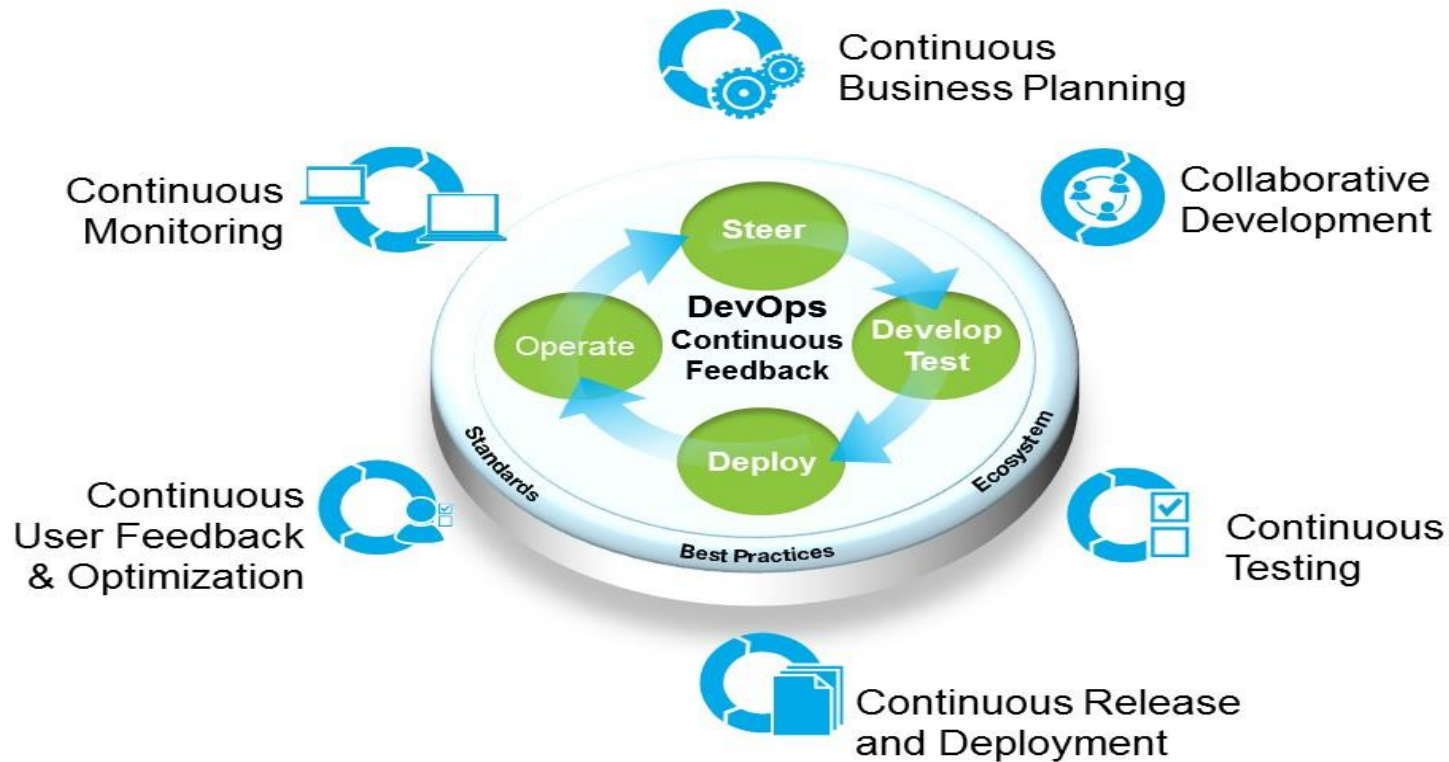 Continuous
Business Planning
Continuous
Monitoring
Collaborative
Development
Steer
DevOps
Continuous
Feedback
Operate
Develop
Test
Deploy
Standards
Best Practices
Ecosystem
Continuous
User Feedback
& Optimization
Continuous
Testing
Continuous Release
and Deployment